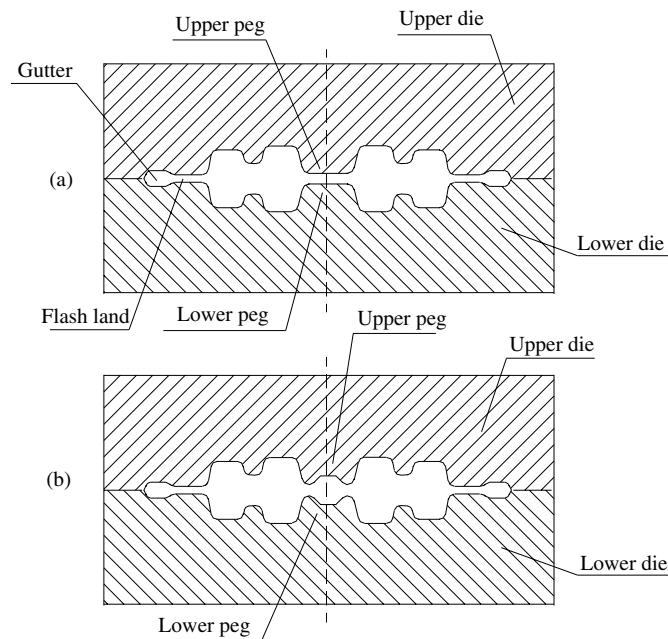 Upper peg
Upper die
Gutter
(a)
Lower die
Flash land
Lower peg
Upper peg
Upper die
(b)
Lower die
Lower peg